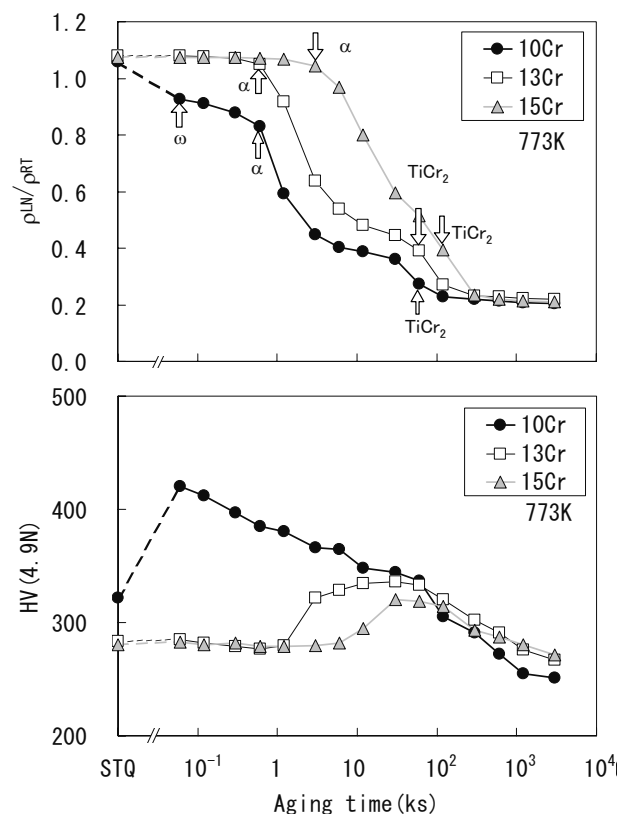 1.2
1.0
0.8
0.6
0.4
0.2
0.0
ρLN/ρRT
α
10Cr
13Cr
15Cr
773K
α
ω
α
TiCr2
TiCr2
TiCr2
500
400
300
200
HV(4.9N)
10Cr
13Cr
15Cr
773K
STQ 10-1 1 10 102 103 104
Aging time(ks)